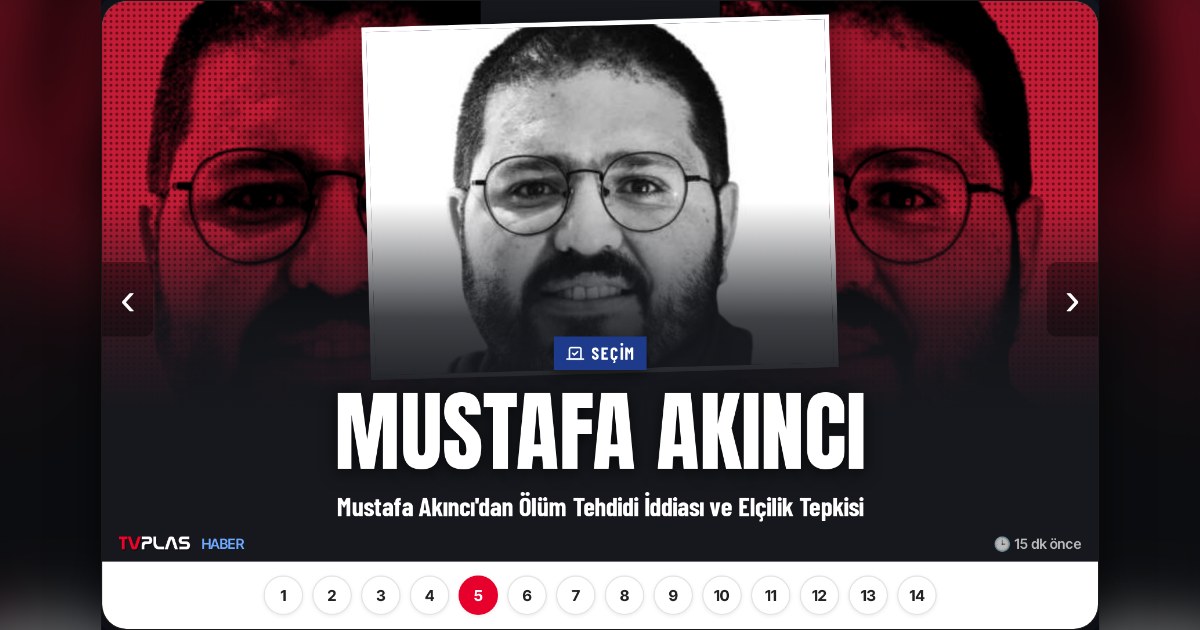 SEÇİM
MUSTAFA AKINCI
Mustafa Akıncı'dan Ölüm Tehdidi İddiası ve Elçilik Tepkisi
TVPLAS HABER
15 dk önce
1 2 3 4 5 6 7 8 9 10 11 12 13 14